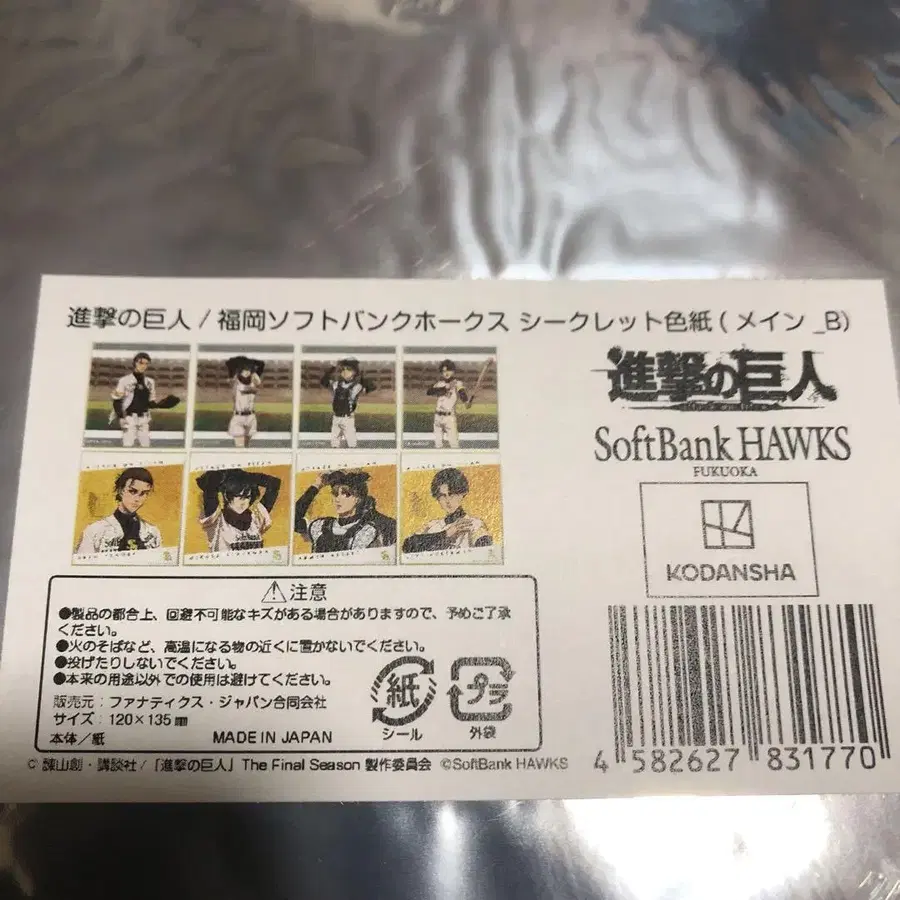 進撃の巨人 / 福岡ソフトバンクホークス シークレット色紙 ( メイン _B)
進撃の巨人
SoftBank HAWKS
FUKUOKA
KODANSHA
⚠注意
●製品の都合上、回避不可能なキズがある場合がありますので、予めご了承
ください。
●火のそばなど、高温になる物の近くに置かないでください。
●投げたりしないでください。
●本来の用途以外での使用は避けてください。
販売元: ファナティクス・ジャパン合同会社
サイズ: 120×135㎜
本体/紙
MADE IN JAPAN
紙
シール
プラ
外袋
© 諫山創・講談社/「進撃の巨人」The Final Season 製作委員会 ©SoftBank HAWKS
4 582627 831770